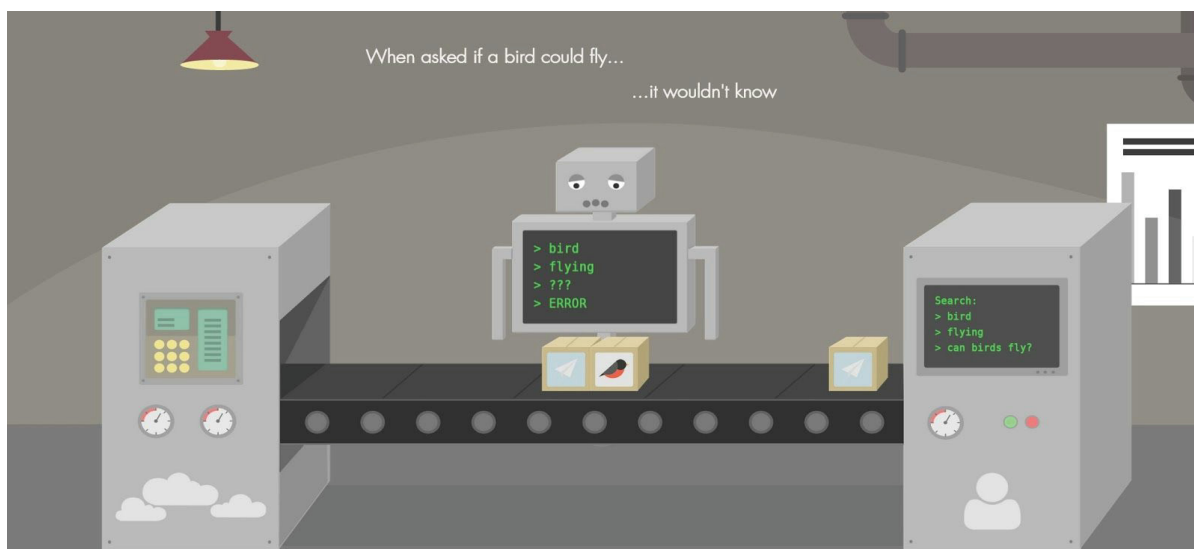 When asked if a bird could fly...
...it wouldn't know
> bird
> flying
> ???
> ERROR
Search:
> bird
> flying
> can birds fly?